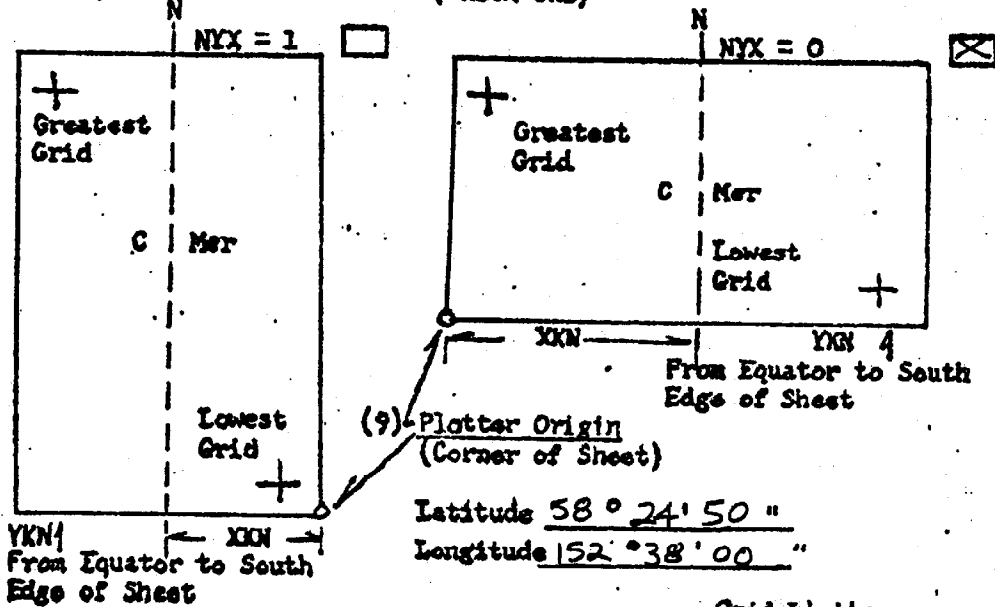 N
NYX = 1
Greatest
Grid
C Mer
Lowest
Grid
YKN
XKN
From Equator to South
Edge of Sheet
N
NYX = 0
Greatest
Grid
C Mer
Lowest
Grid
XKN
YKN
From Equator to South
Edge of Sheet
(9) Plotter Origin
(Corner of Sheet)
Latitude 58° 24' 50 "
Longitude 152 ° 38 ' 00 "